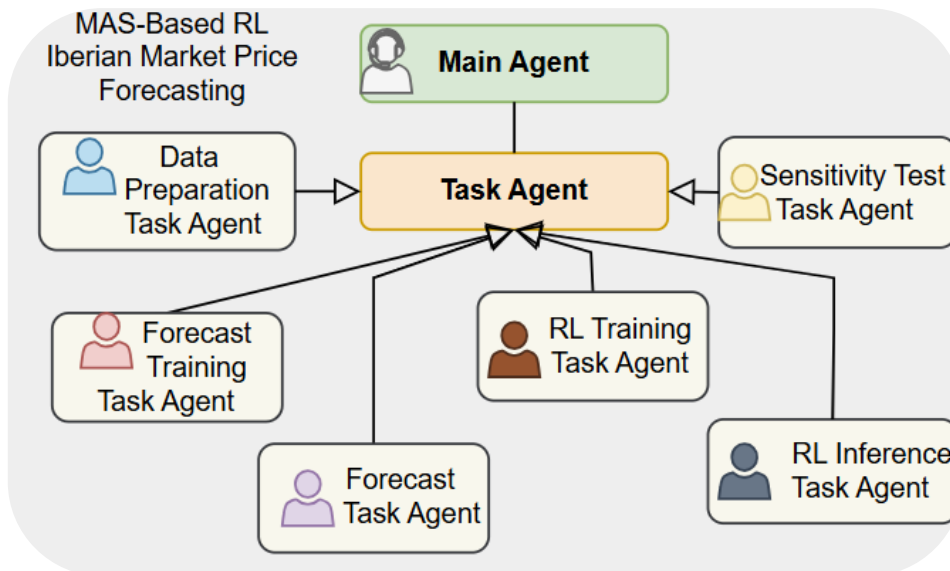 MAS-Based RL
Iberian Market Price
Forecasting
Main Agent
Data
Preparation
Task Agent
Task Agent
Sensitivity Test
Task Agent
Forecast
Training
Task Agent
RL Training
Task Agent
Forecast
Task Agent
RL Inference
Task Agent